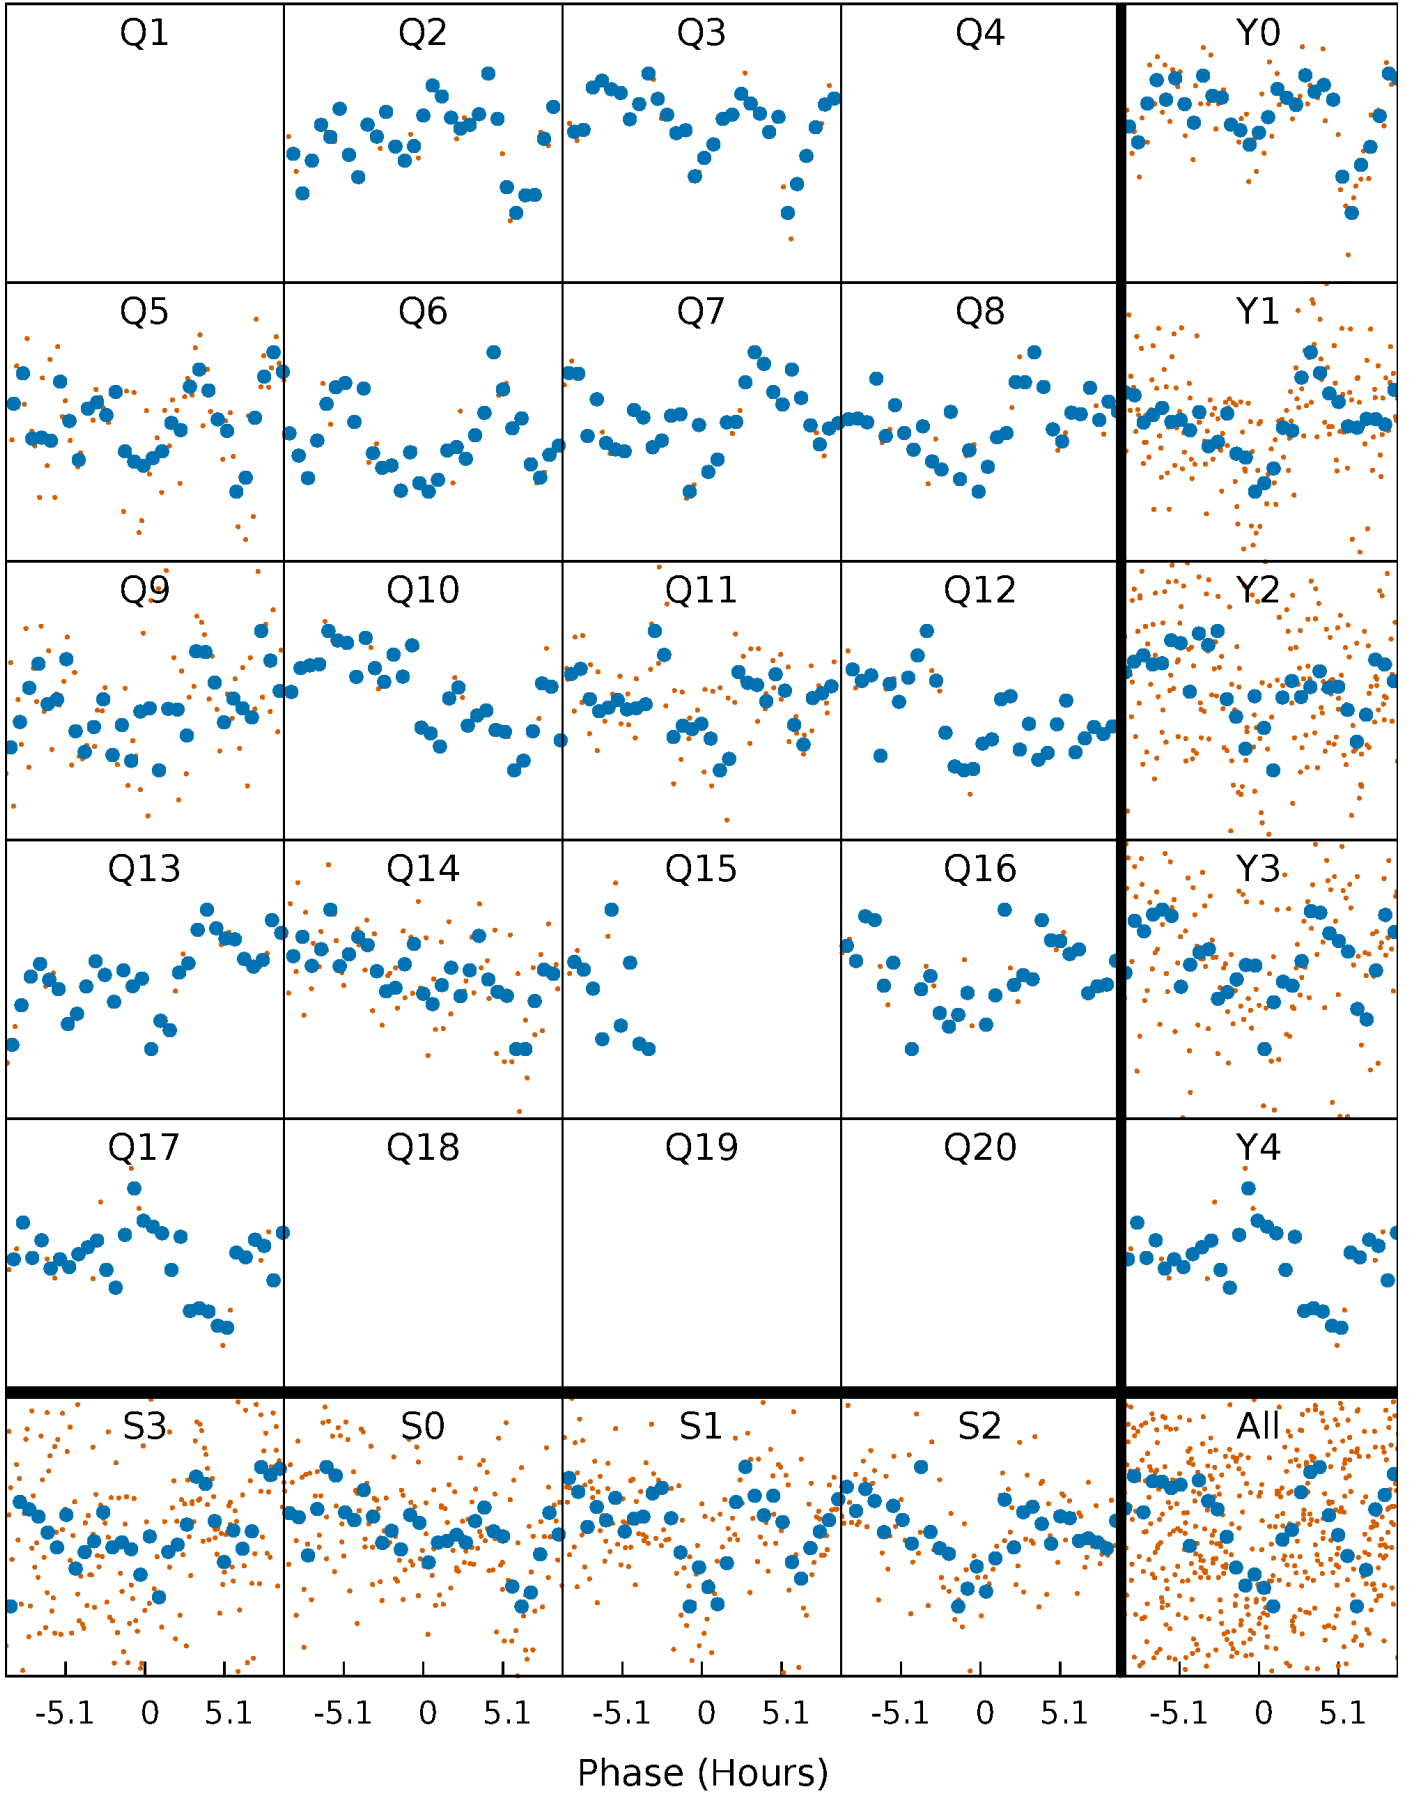 Q1 Q2 Q3 Q4 Y0
Q5 Q6 Q7 Q8 Y1
Q9 Q10 Q11 Q12 Y2
Q13 Q14 Q15 Q16 Y3
Q17 Q18 Q19 Q20 Y4
S3 S0 S1 S2 All
-5.1 0 5.1 -5.1 0 5.1 -5.1 0 5.1 -5.1 0 5.1 -5.1 0 5.1
Phase (Hours)